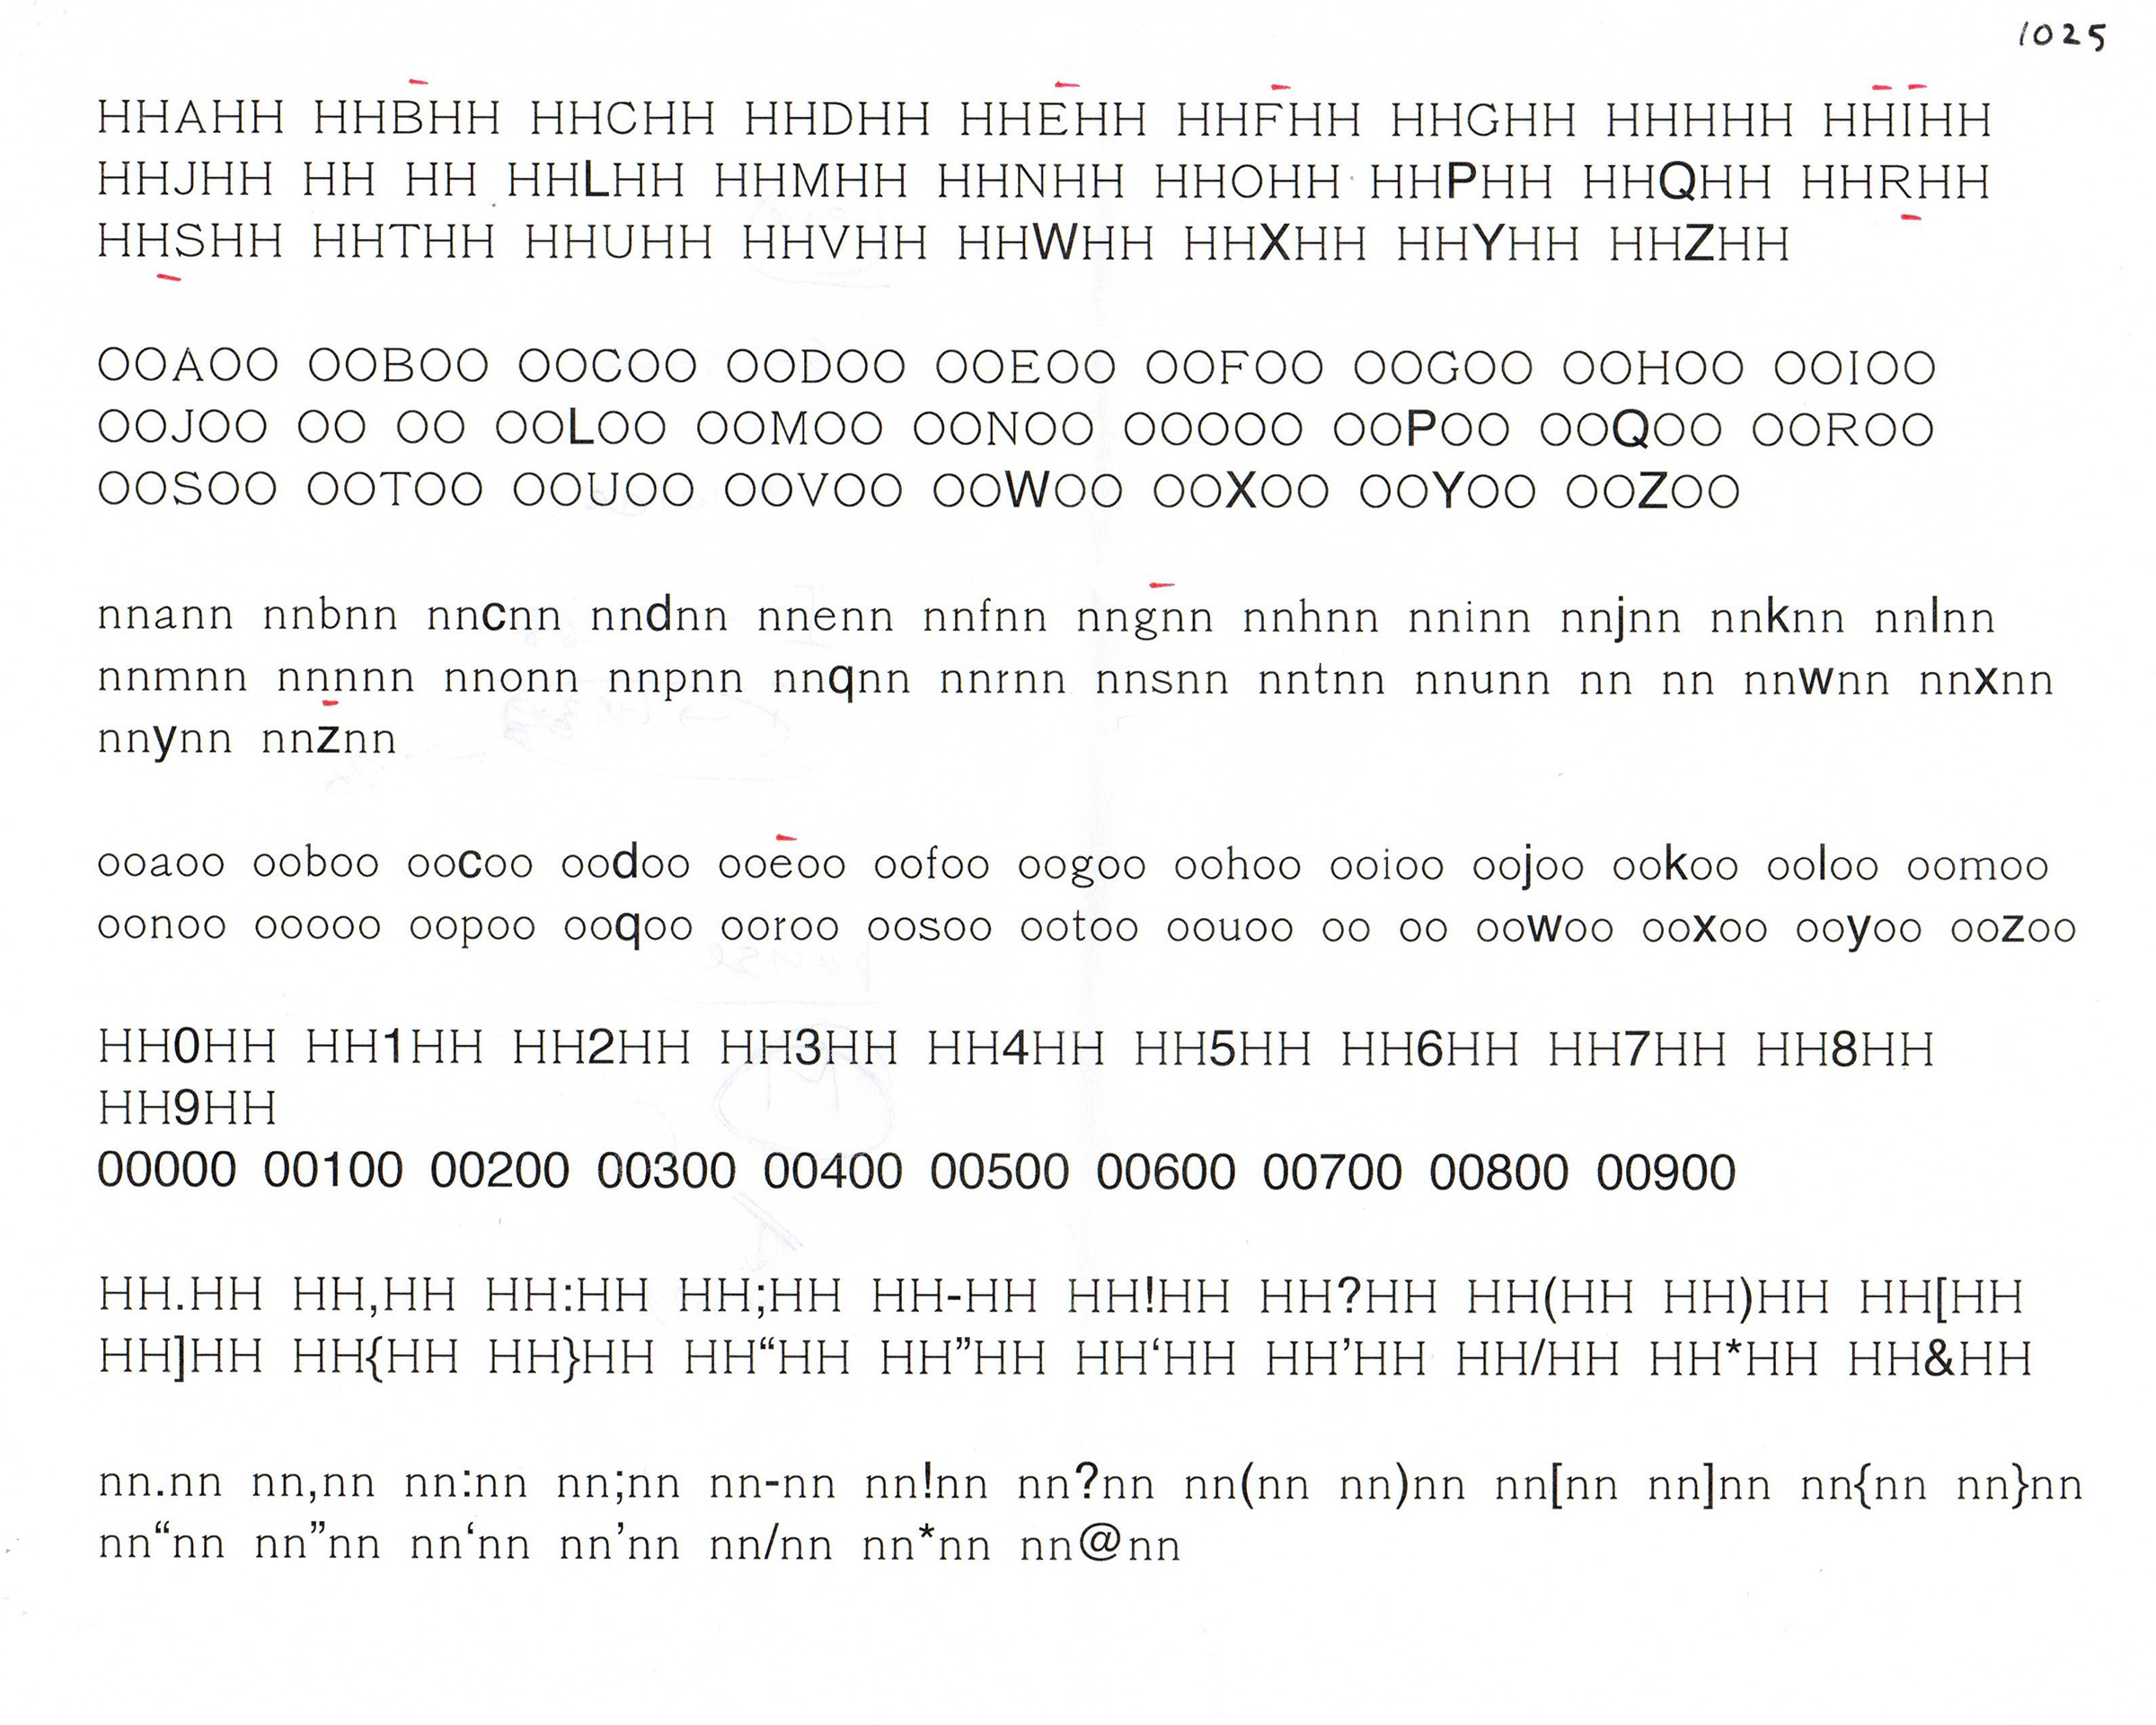 1025
HHAHH HHBHH HHCHH HHDHH HHEHH HHFHH HHGHH HHHHH HHIHH
HHJHH HH HH HHLHH HHMHH HHNHH HHOHH HHPHH HHQHH HHRHH
HHSHH HHTHH HHUHH HHVHH HHWHH HHXHH HHYHH HHZHH
OOAOO OOBOO OOCOO OODOO OOEOO OOFOO OOGOO OOHOO OOIOO
OOJOO OO OO OOLOO OOMOO OONOO OOOOO OOPOO OOQOO OOROO
OOSOO OOTOO OOUOO OOVOO OOWOO OOXOO OOYOO OOZOO
nnann nnbnn nncnn nndnn nnenn nnfnn nngnn nnhnn nninn nnjnn nnknn nnlnn
nnmnn nnnnn nnonn nnpnn nnqnn nnrnn nnsnn nntnn nnunn nn nn nnwnn nnxnn
nnynn nnznn
ooaoo ooboo oocoo oodoo ooeoo oofoo oogoo oohoo ooioo oojoo ookoo ooloo oomoo
oonoo ooooo oopoo ooqoo ooroo oosoo ootoo oouoo oo oo oowoo ooxoo ooyoo oozoo
HH0HH HH1HH HH2HH HH3HH HH4HH HH5HH HH6HH HH7HH HH8HH
HH9HH
00000 00100 00200 00300 00400 00500 00600 00700 00800 00900
HH.HH HH,HH HH:HH HH;HH HH-HH HH!HH HH?HH HH(HH HH)HH HH[HH
HH]HH HH{HH HH}HH HH“HH HH”HH HH‘HH HH’HH HH/HH HH*HH HH&HH
nn.nn nn,nn nn:nn nn;nn nn-nn nn!nn nn?nn nn(nn nn)nn nn[nn nn]nn nn{nn nn}nn
nn“nn nn”nn nn‘nn nn’nn nn/nn nn*nn nn@nn